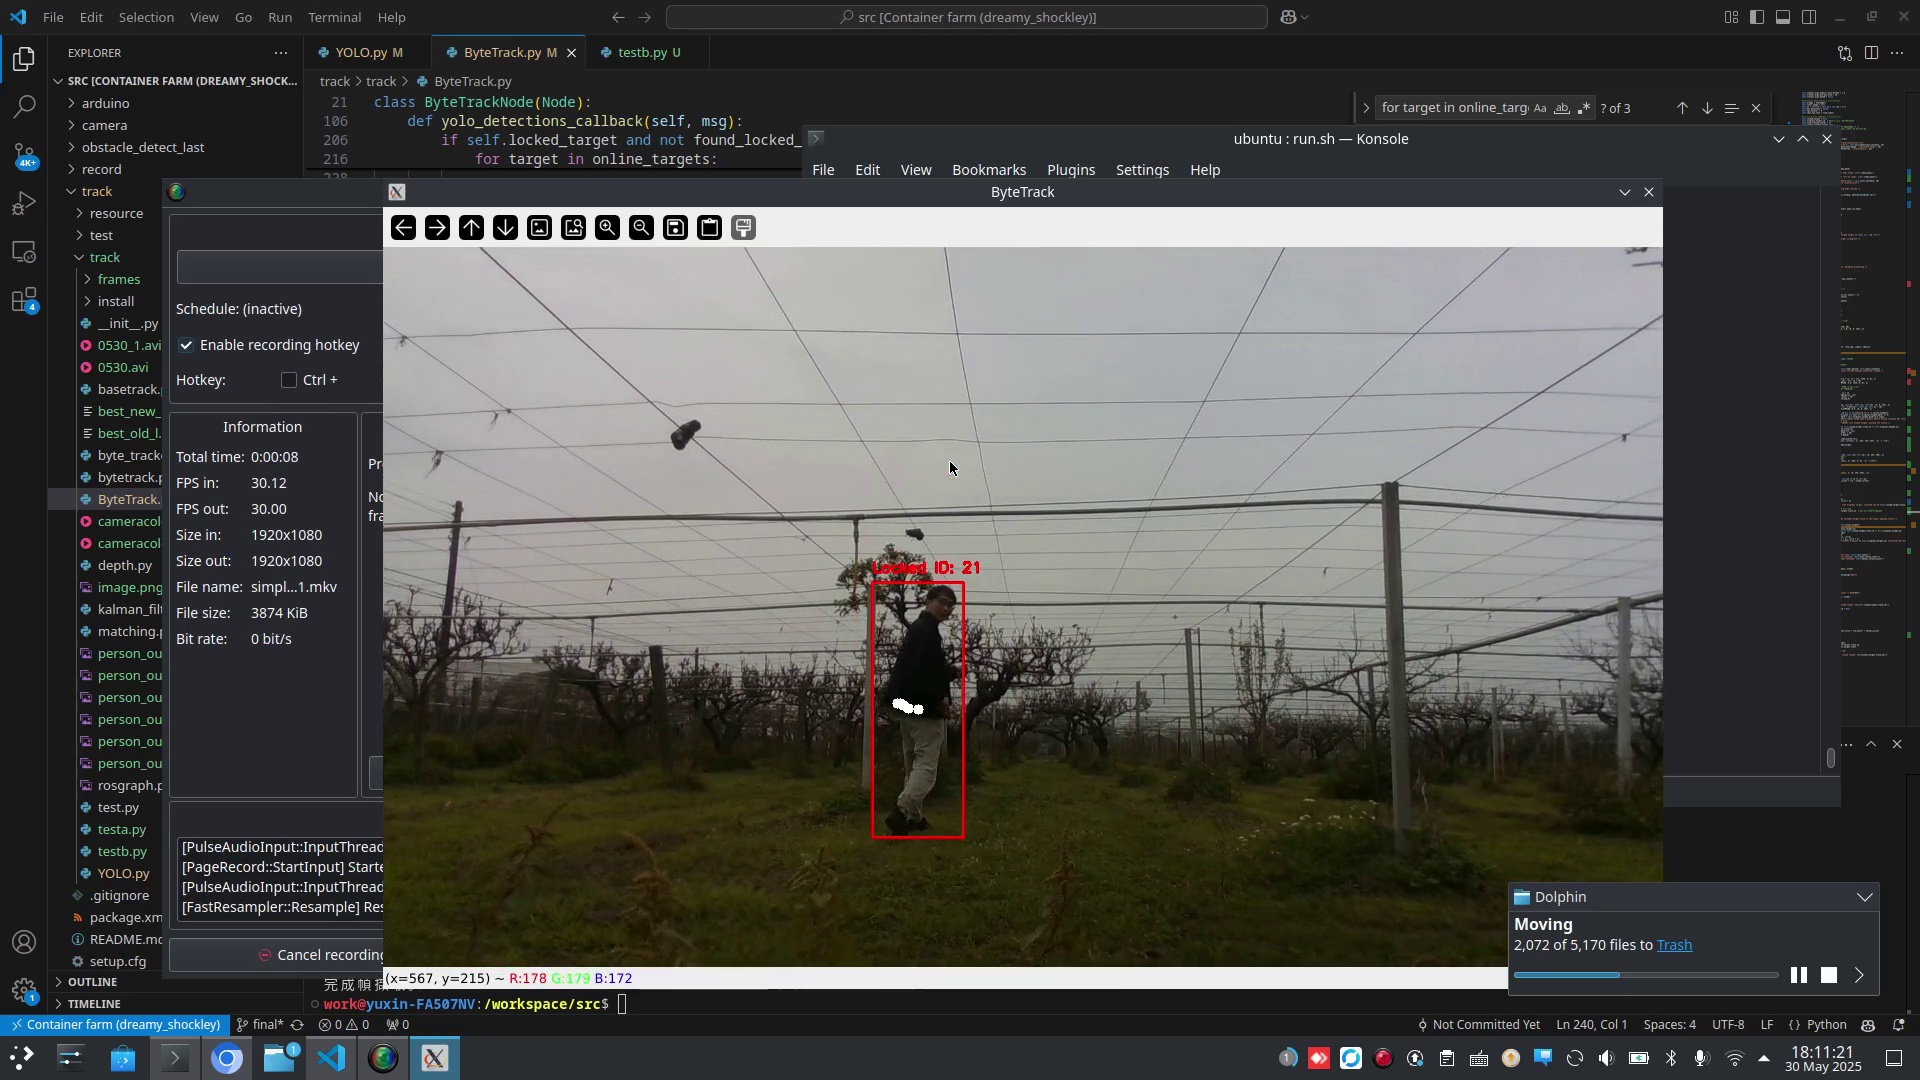 File Edit Selection View Go Run Terminal Help
src [Container farm (dreamy_shockley)]
EXPLORER
YOLO.py M
ByteTrack.py M
testb.py U
SRC [CONTAINER FARM (DREAMY_SHOCK...
track > track > ByteTrack.py
arduino
camera
obstacle_detect_last
record
track
resource
test
track
frames
install
__init__.py
0530_1.avi
0530.avi
basetrack.
best_new_
best_old_l.
byte_track
bytetrack.p
ByteTrack.
cameracol
cameracol
depth.py
image.png
kalman_filt
matching.p
person_ou
person_ou
person_ou
person_ou
person_ou
person_ou
rosgraph.p
test.py
testa.py
testb.py
YOLO.py
.gitignore
package.xm
README.md
setup.cfg
OUTLINE
TIMELINE
4K+
4
1
21 class ByteTrackNode(Node):
106 def yolo_detections_callback(self, msg):
206 if self.locked_target and not found_locked_
216 for target in online_targets:
for target in online_targ
Aa ab ? of 3
ubuntu : run.sh — Konsole
File Edit View Bookmarks Plugins Settings Help
ByteTrack
Schedule: (inactive)
Enable recording hotkey
Hotkey: Ctrl +
Information
Total time: 0:00:08
FPS in: 30.12
FPS out: 30.00
Size in: 1920x1080
Size out: 1920x1080
File name: simpl...1.mkv
File size: 3874 KiB
Bit rate: 0 bit/s
Pr
No
fra
[PulseAudioInput::InputThread
[PageRecord::StartInput] Starte
[PulseAudioInput::InputThread
[FastResampler::Resample] Res
Cancel recording
Locked ID: 21
(x=567, y=215) ~ R:178 G:179 B:172
Dolphin
Moving
2,072 of 5,170 files to Trash
work@yuxin-FA507NV:/workspace/src$
Container farm (dreamy_shockley) final* 0 0 0
Not Committed Yet Ln 240, Col 1 Spaces: 4 UTF-8 LF {} Python
1
1
18:11:21
30 May 2025